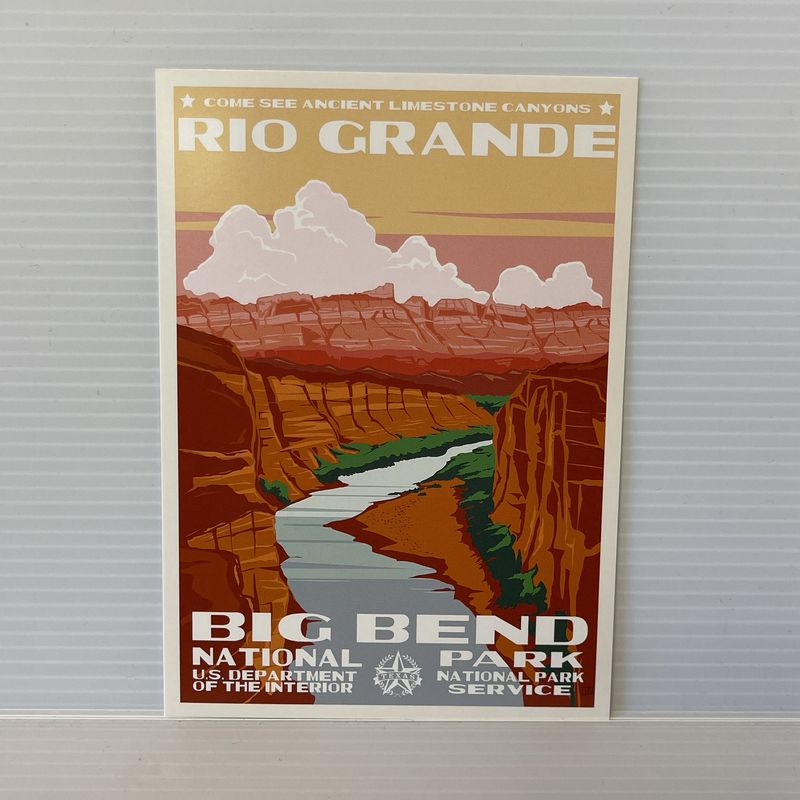 ★ COME SEE ANCIENT LIMESTONE CANYONS ★
RIO GRANDE
BIG BEND
NATIONAL PARK
U.S. DEPARTMENT
OF THE INTERIOR
TEXAS
NATIONAL PARK
SERVICE